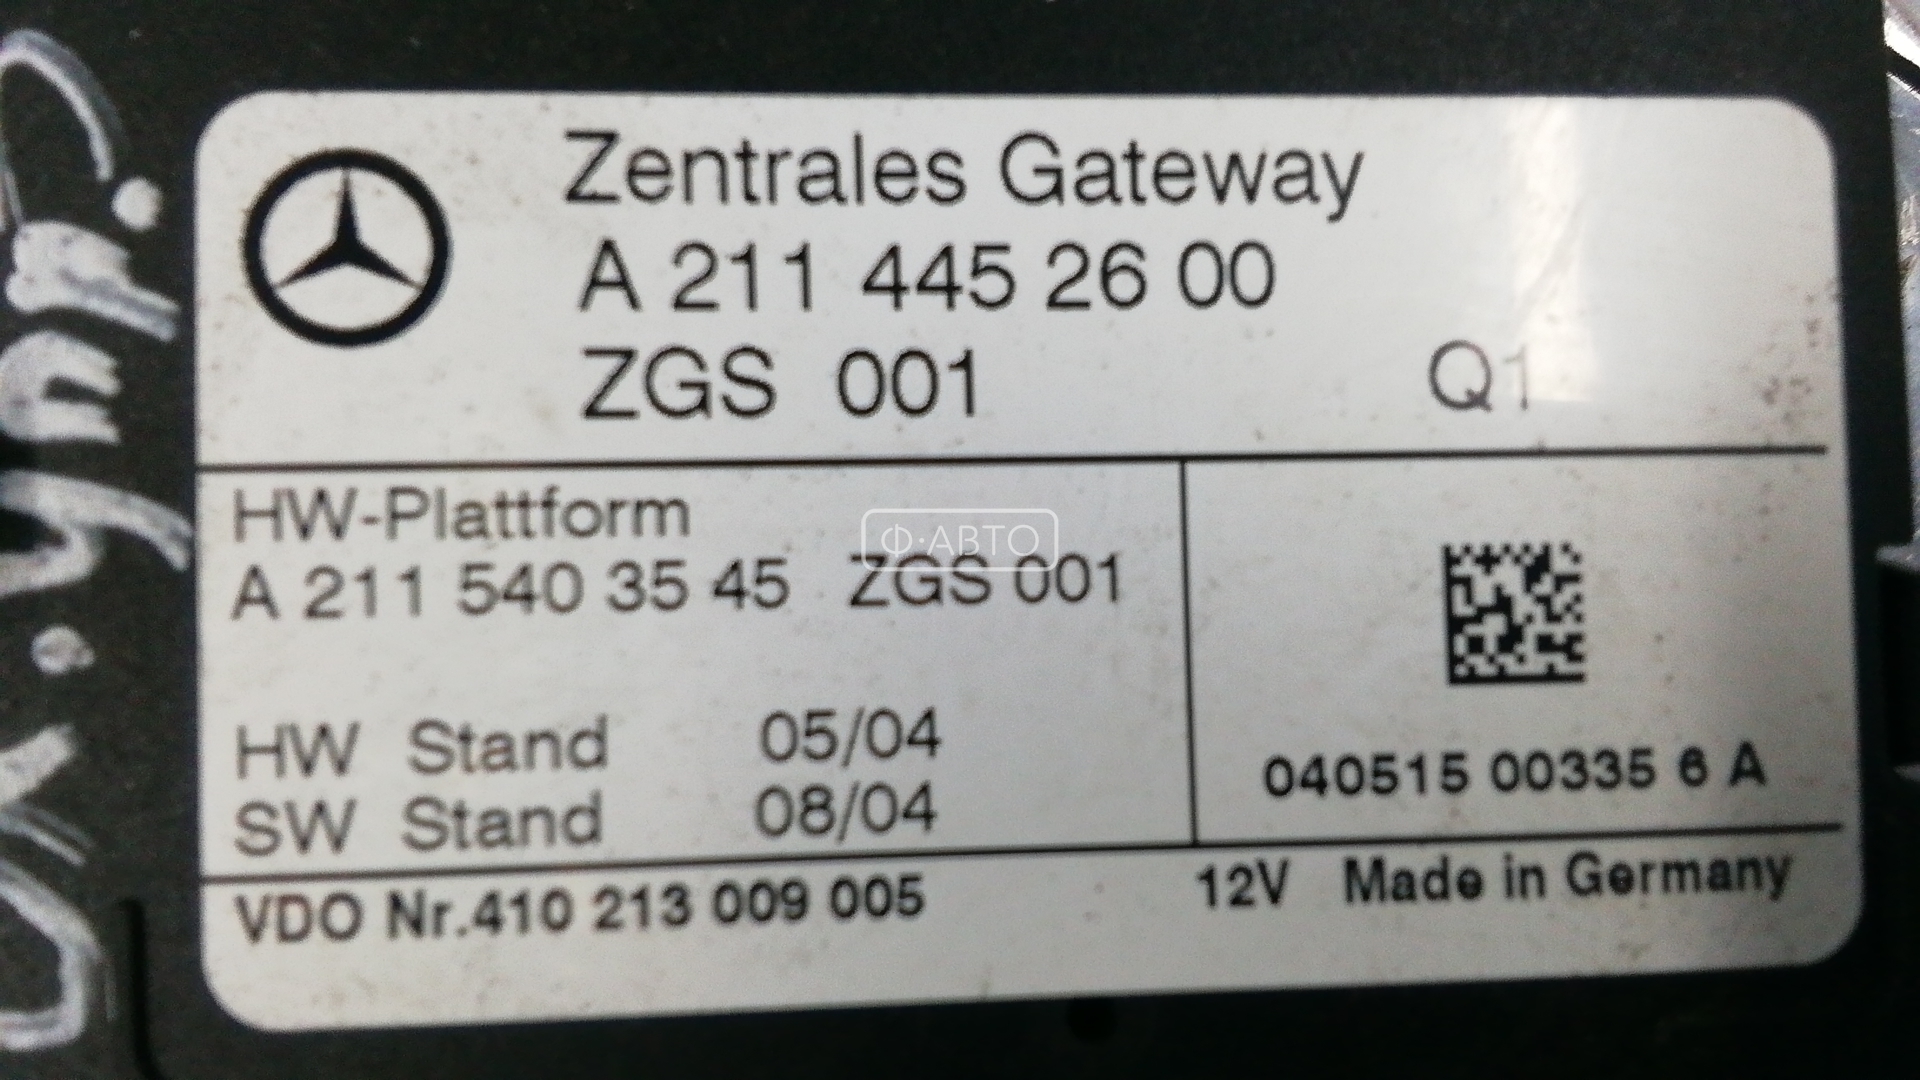 Zentrales Gateway
A 211 445 26 00
ZGS 001 Q1
HW-Plattform
A 211 540 35 45 ZGS 001
Ф·АВТО
HW Stand 05/04
SW Stand 08/04
040515 00335 6 A
VDO Nr.410 213 009 005 12V Made in Germany